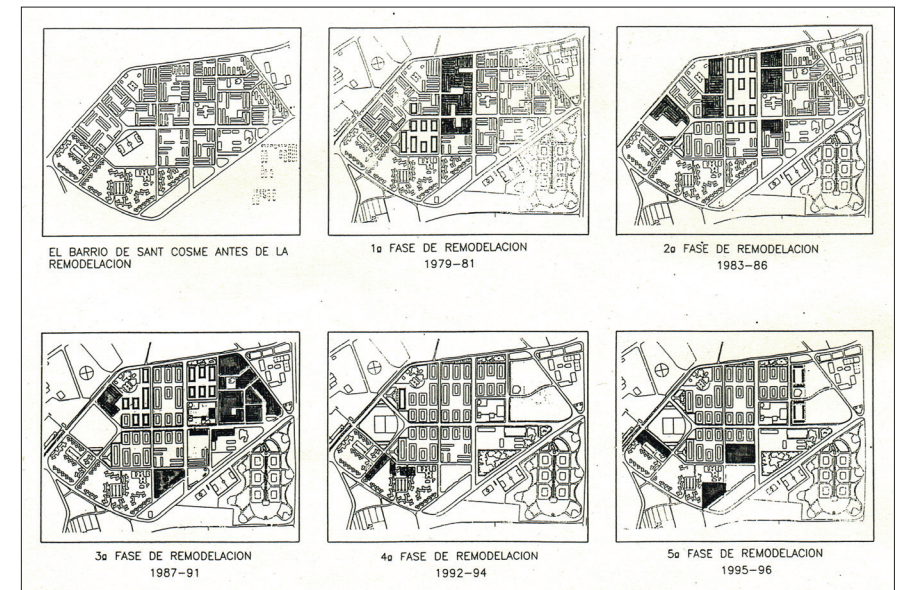 EL BARRIO DE SANT COSME ANTES DE LA
REMODELACION
1a FASE DE REMODELACION
1979-81
2a FASE DE REMODELACION
1983-86
3a FASE DE REMODELACION
1987-91
4a FASE DE REMODELACION
1992-94
5a FASE DE REMODELACION
1995-96